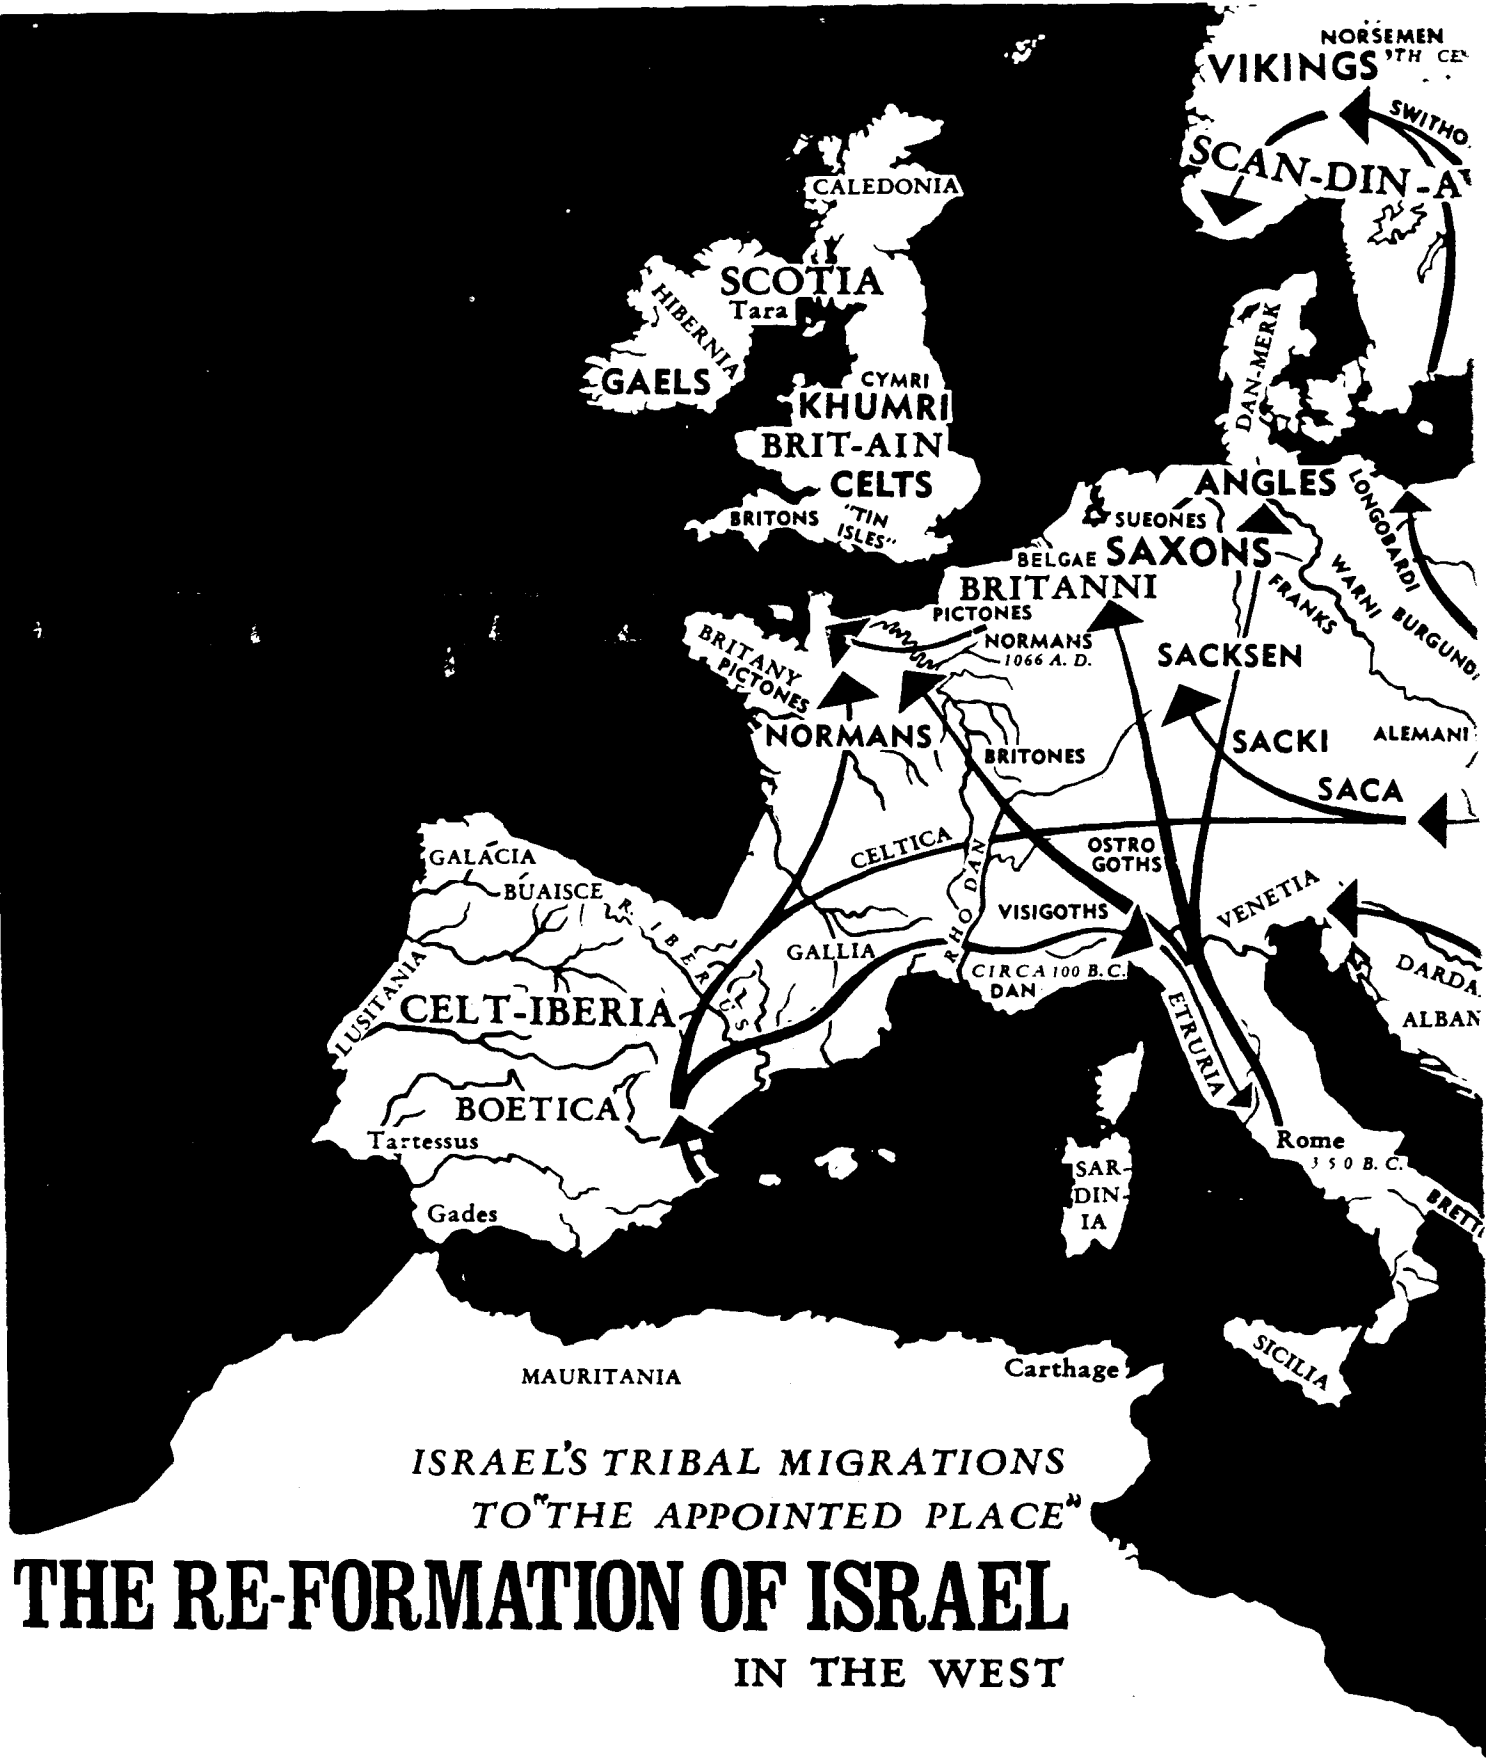 NORSEMEN
VIKINGS 9TH CE
SWITHO
SCAN-DIN-A
CALEDONIA
SCOTIA
Tara
HIBERNIA
GAELS
DAN-MERK
CYMRI
KHUMRI
BRIT-AIN
CELTS
BRITONS
"TIN
ISLES"
ANGLES
LONGOBARDI
SUEONES
BELGAE
SAXONS
BRITANNI
WARNI
FRANKS
BURGUNDI
PICTONES
NORMANS
1066 A. D.
BRITANY
PICTONES
SACKSEN
NORMANS
BRITONES
SACKI
ALEMANI
SACA
CELTICA
OSTRO
GOTHS
GALACIA
BUAISCE
R. IBERUS
RHODAN
VISIGOTHS
VENETIA
GALLIA
CIRCA 100 B. C.
DAN
DARDA
ALBAN
LUSITANIA
CELT-IBERIA
ETRURIA
BOETICA
Tartessus
Gades
Rome
350 B. C.
SAR-
DIN-
IA
BRETTI
SICILIA
MAURITANIA
Carthage
ISRAEL'S TRIBAL MIGRATIONS
TO "THE APPOINTED PLACE"
THE RE-FORMATION OF ISRAEL
IN THE WEST